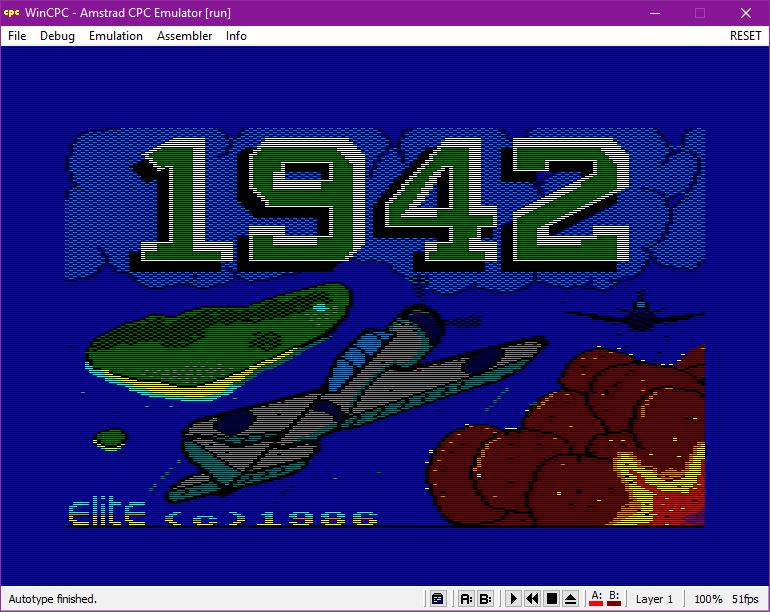 cpc WinCPC - Amstrad CPC Emulator [run]
File Debug Emulation Assembler Info RESET
1942
Elite (c) 1986
Autotype finished. A: B: A: B: Layer 1 100% 51fps